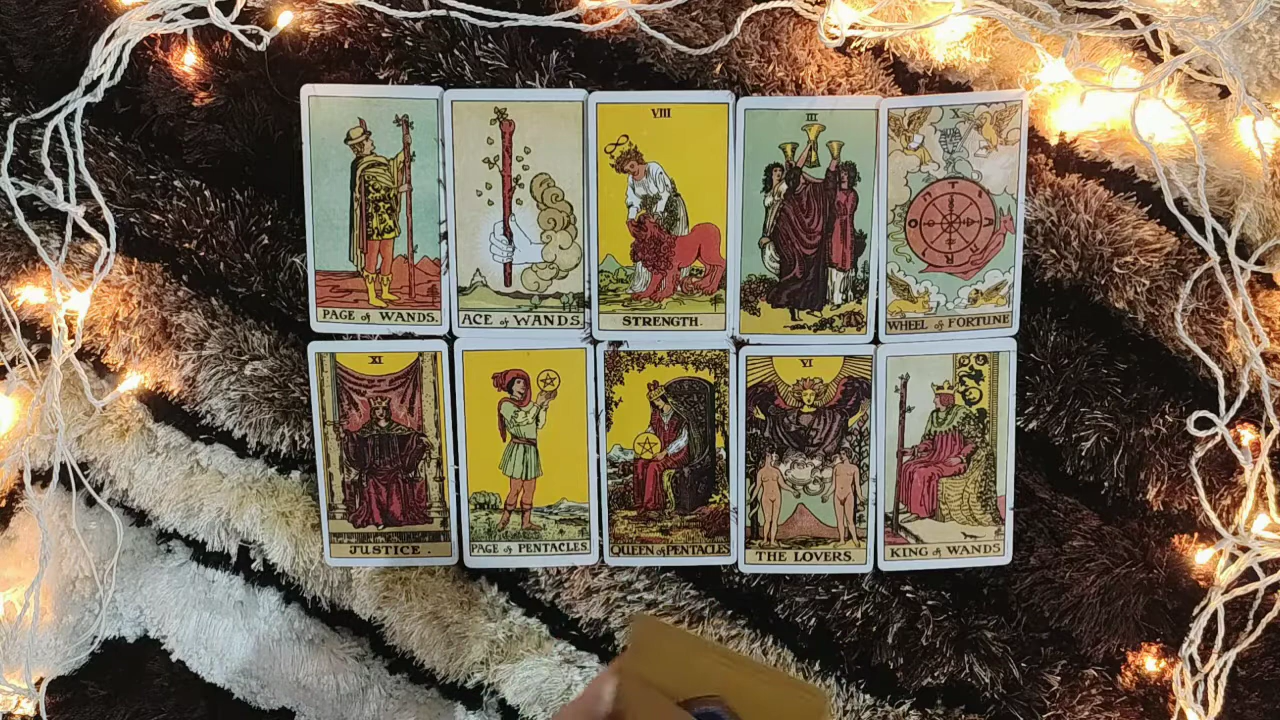 PAGE of WANDS.
ACE of WANDS
VIII
STRENGTH.
III
X
WHEEL of FORTUNE
XI
JUSTICE.
PAGE of PENTACLES.
QUEEN of PENTACLES
VI
THE LOVERS.
KING of WANDS